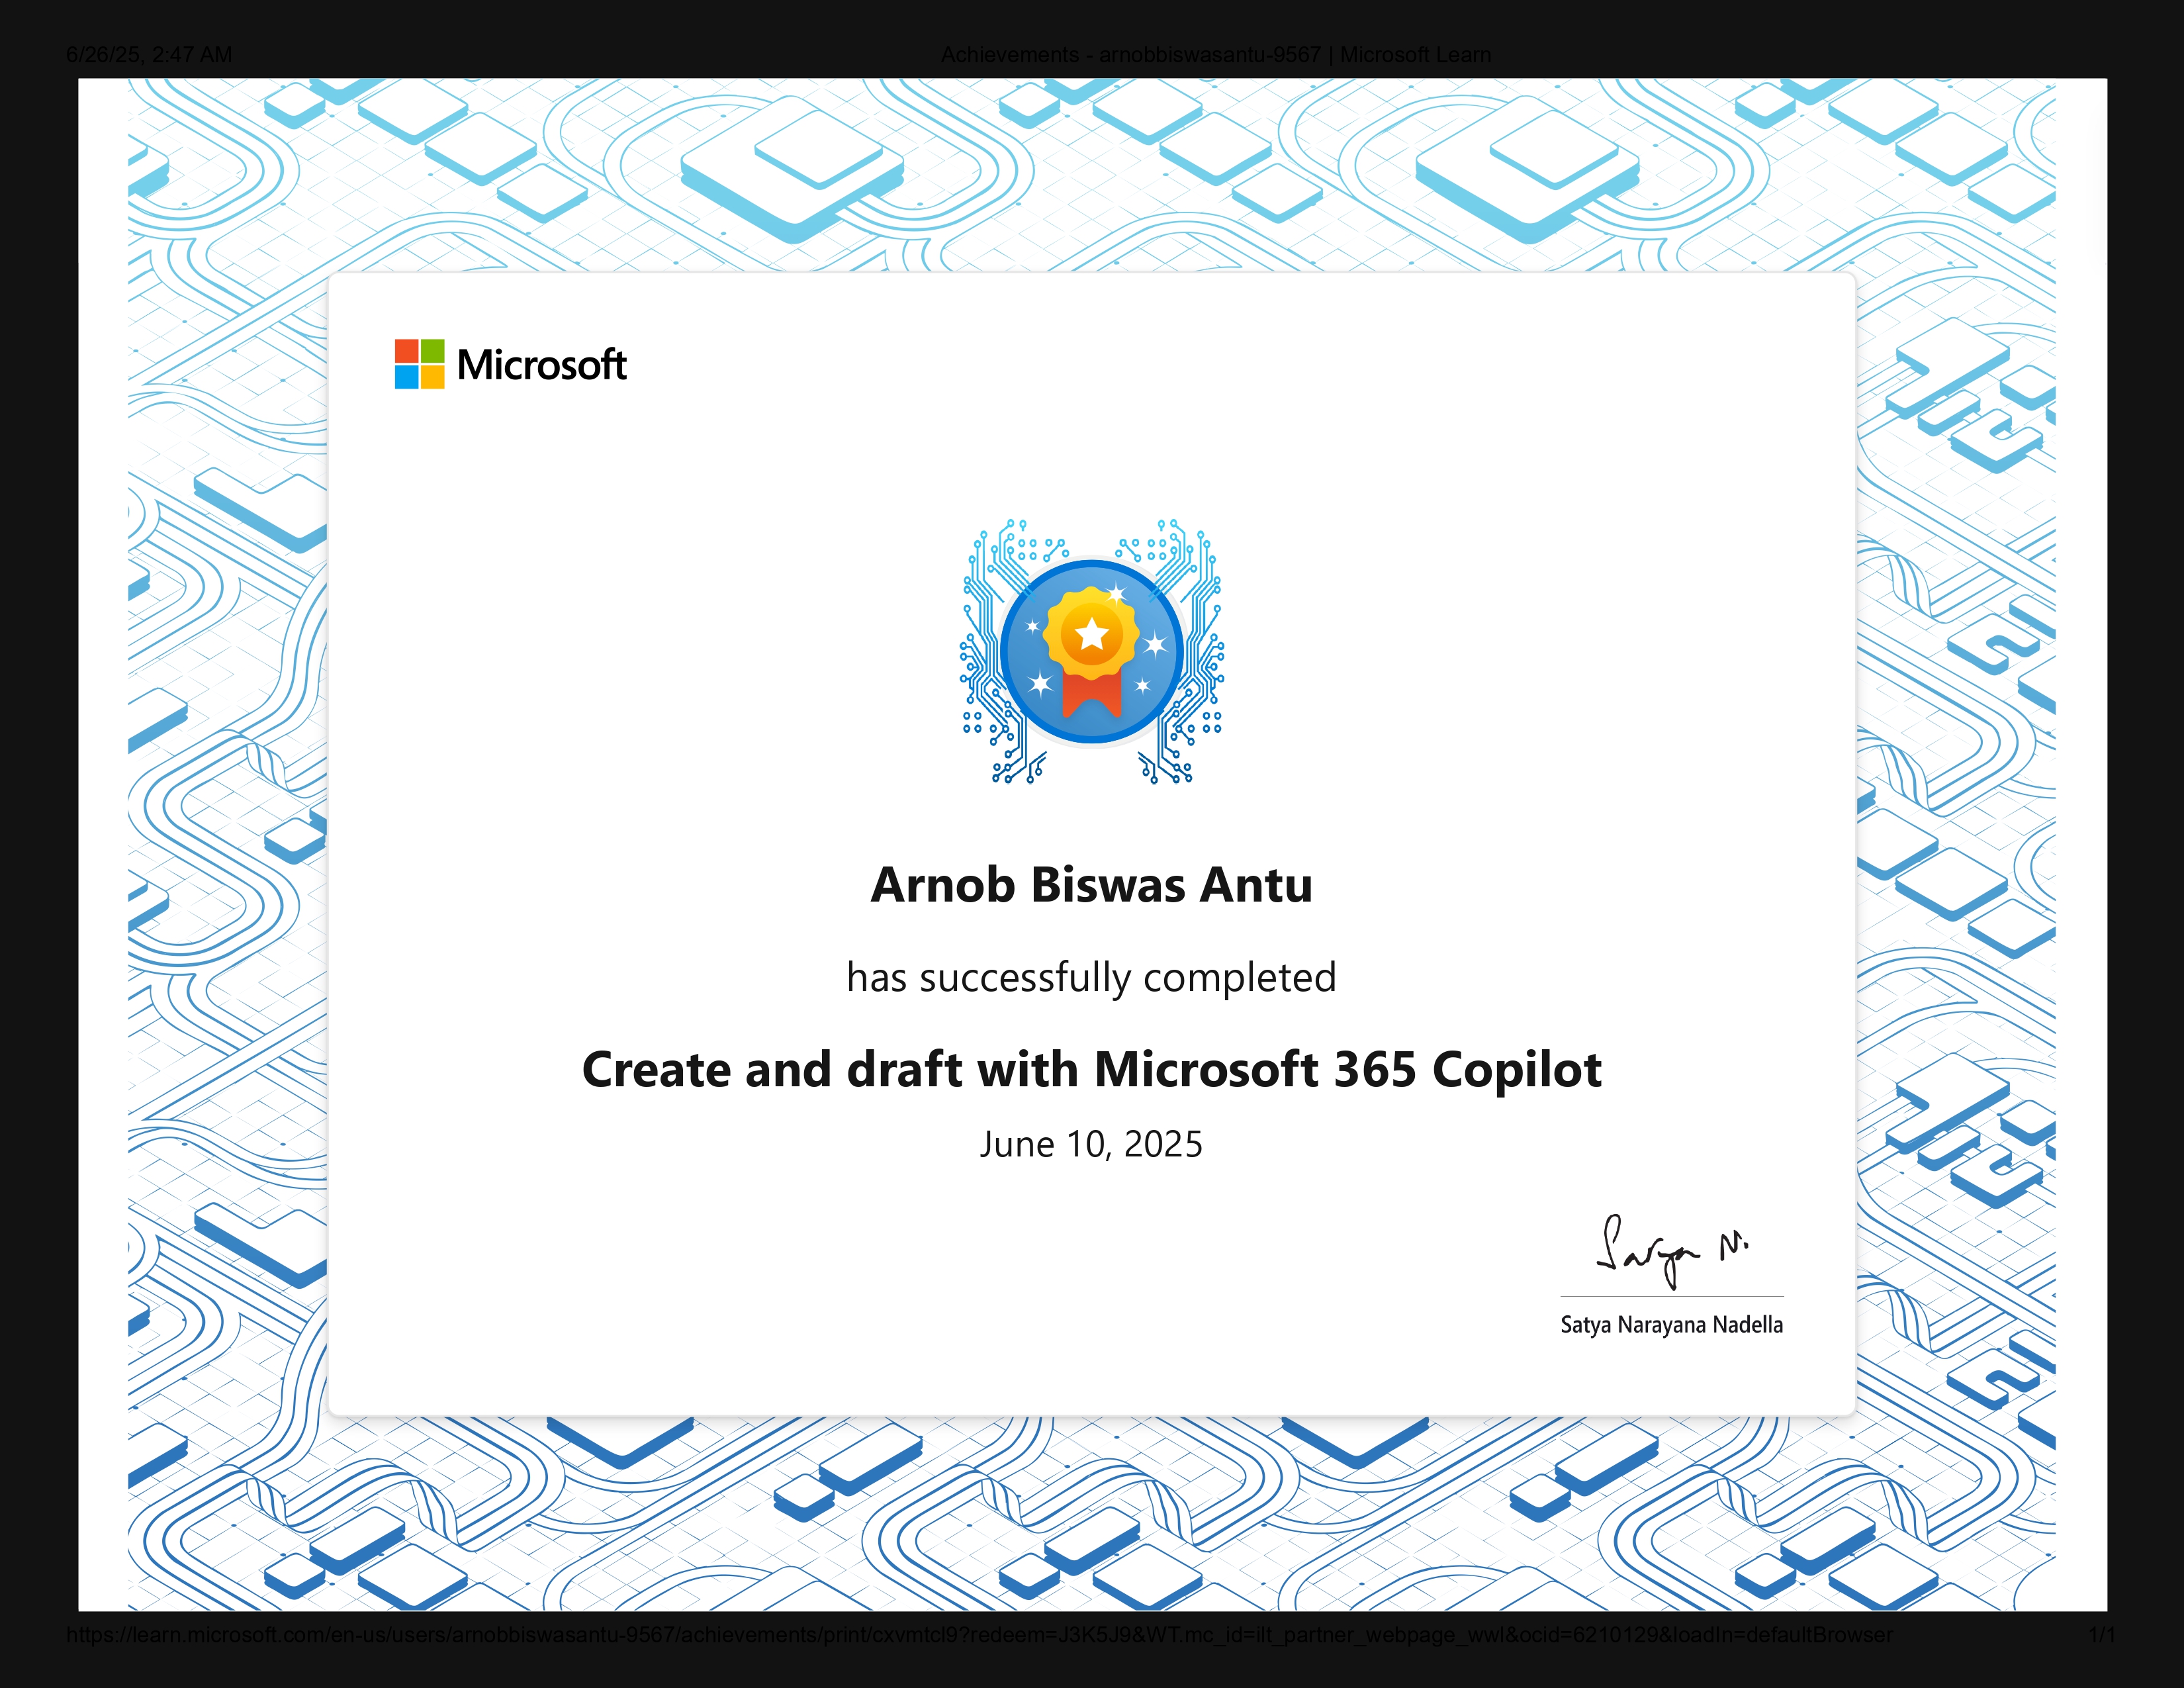 6/26/25, 2:47 AM
Achievements - arnobbiswasantu-9567 | Microsoft Learn
Microsoft
Arnob Biswas Antu
has successfully completed
Create and draft with Microsoft 365 Copilot
June 10, 2025
Satya N.
Satya Narayana Nadella
https://learn.microsoft.com/en-us/users/arnobbiswasantu-9567/achievements/print/cxvmtcl9?redeem=J3K5J9&WT.mc_id=ilt_partner_webpage_wwl&ocid=6210129&loadIn=defaultBrowser
1/1